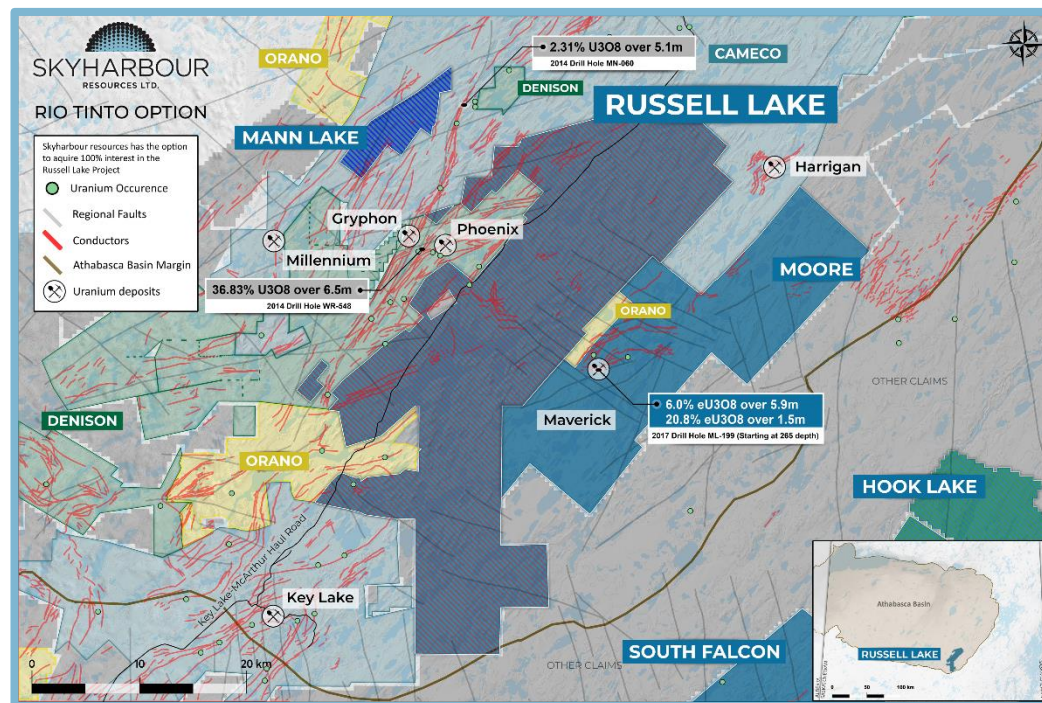 SKYHARBOUR
RESOURCES LTD.
RIO TINTO OPTION
Skyharbour resources has the option
to aquire 100% interest in the
Russell Lake Project
Uranium Occurence
Regional Faults
Conductors
Athabasca Basin Margin
Uranium deposits
ORANO
2.31% U3O8 over 5.1m
2014 Drill Hole MN-060
CAMECO
DENISON
RUSSELL LAKE
MANN LAKE
Harrigan
Gryphon
Phoenix
Millennium
MOORE
36.83% U3O8 over 6.5m
2014 Drill Hole WR-548
ORANO
OTHER CLAIMS
Maverick
6.0% eU3O8 over 5.9m
20.8% eU3O8 over 1.5m
2017 Drill Hole ML-199 (Starting at 265 depth)
DENISON
ORANO
HOOK LAKE
Key Lake-McArthur Haul Road
Key Lake
SOUTH FALCON
OTHER CLAIMS
0 10 20 km
Athabasca Basin
RUSSELL LAKE
0 50 100 km